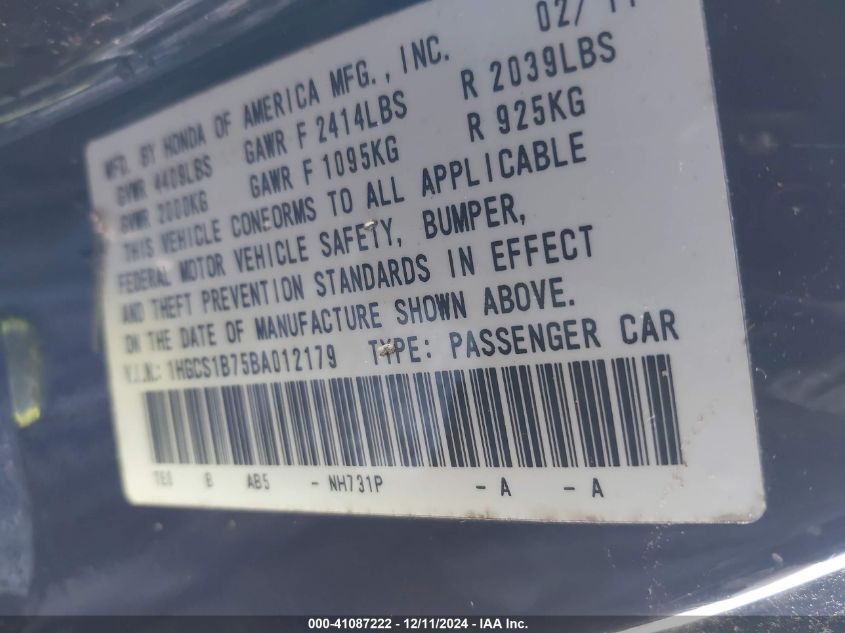 02/11
MFD. BY HONDA OF AMERICA MFG., INC.
GVWR 4409LBS GAWR F 2414LBS R 2039LBS
GVWR 2000KG GAWR F 1095KG R 925KG
THIS VEHICLE CONFORMS TO ALL APPLICABLE
FEDERAL MOTOR VEHICLE SAFETY, BUMPER,
AND THEFT PREVENTION STANDARDS IN EFFECT
ON THE DATE OF MANUFACTURE SHOWN ABOVE.
V.I.N.: 1HGCS1B75BA012179 TYPE: PASSENGER CAR
TE0 B AB5 - NH731P - A - A
000-41087222 - 12/11/2024 - IAA Inc.